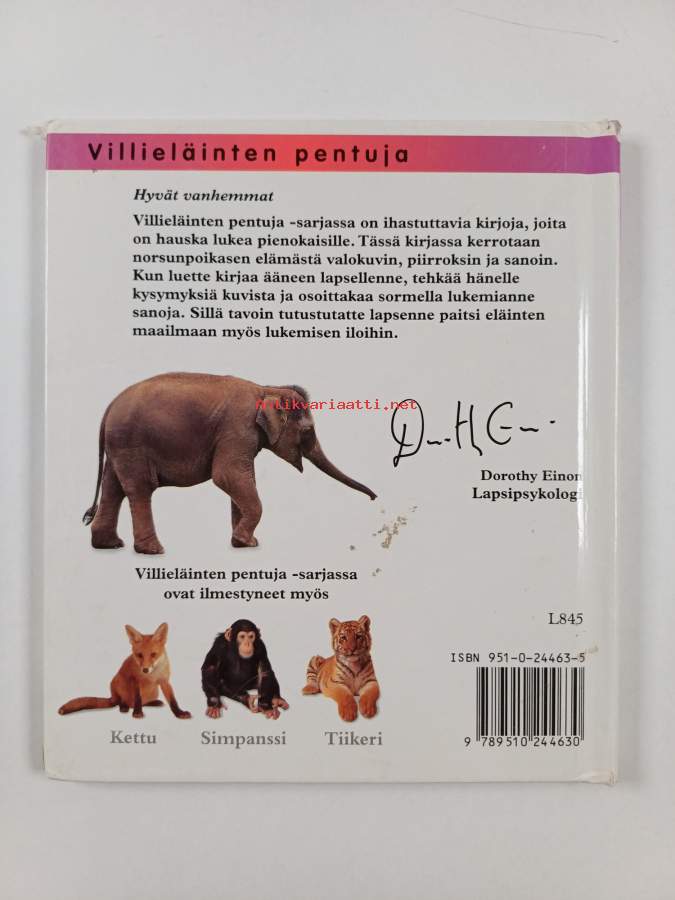 Villieläinten pentuja
Hyvät vanhemmat
Villieläinten pentuja -sarjassa on ihastuttavia kirjoja, joita
on hauska lukea pienokaisille. Tässä kirjassa kerrotaan
norsunpoikasen elämästä valokuvin, piirroksin ja sanoin.
Kun luette kirjaa ääneen lapsellenne, tehkää hänelle
kysymyksiä kuvista ja osoittakaa sormella lukemianne
sanoja. Sillä tavoin tutustutatte lapsenne paitsi eläinten
maailmaan myös lukemisen iloihin.
Antikvariaatti.net
Dorothy Einon
Lapsipsykologi
Villieläinten pentuja -sarjassa
ovat ilmestyneet myös
L845
ISBN 951-0-24463-5
9 789510 244630
Kettu Simpanssi Tiikeri